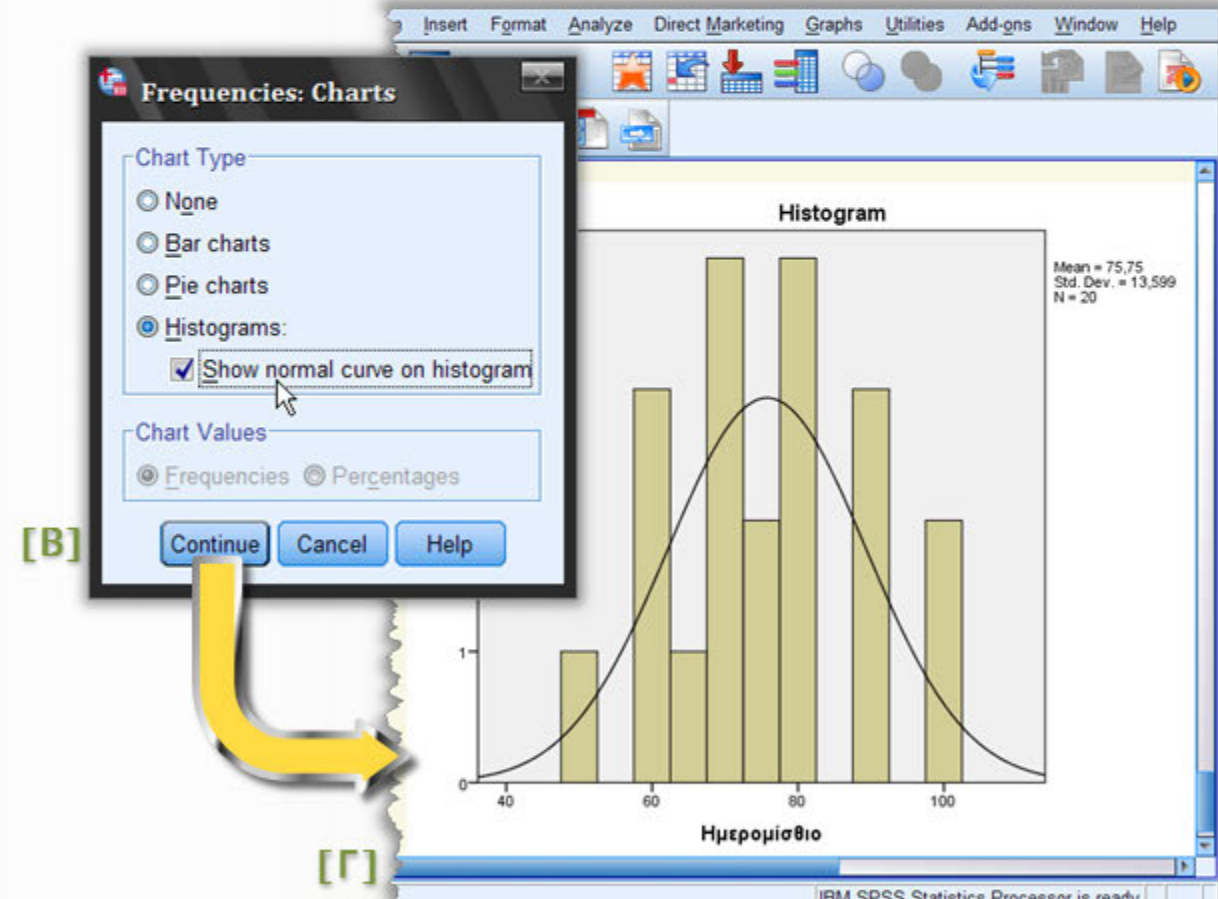 Insert Format Analyze Direct Marketing Graphs Utilities Add-ons Window Help
Frequencies: Charts
Chart Type
None
Bar charts
Pie charts
Histograms:
Show normal curve on histogram
Chart Values
Frequencies Percentages
Continue Cancel Help
[Β]
Histogram
Mean = 75,75
Std. Dev. = 13,599
N = 20
1
0
40 60 80 100
Ημερομίσθιο
[Γ]
IBM SPSS Statistics Processor is ready